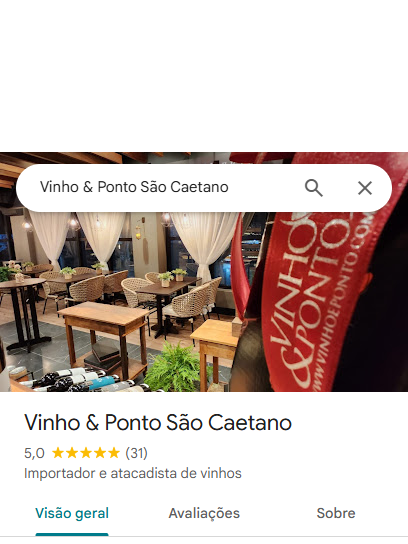 Vinho & Ponto São Caetano
VINHO
&PONTO
WWW.VINHOEPONTO.COM
Vinho & Ponto São Caetano
5,0 ★★★★★ (31)
Importador e atacadista de vinhos
Visão geral Avaliações Sobre